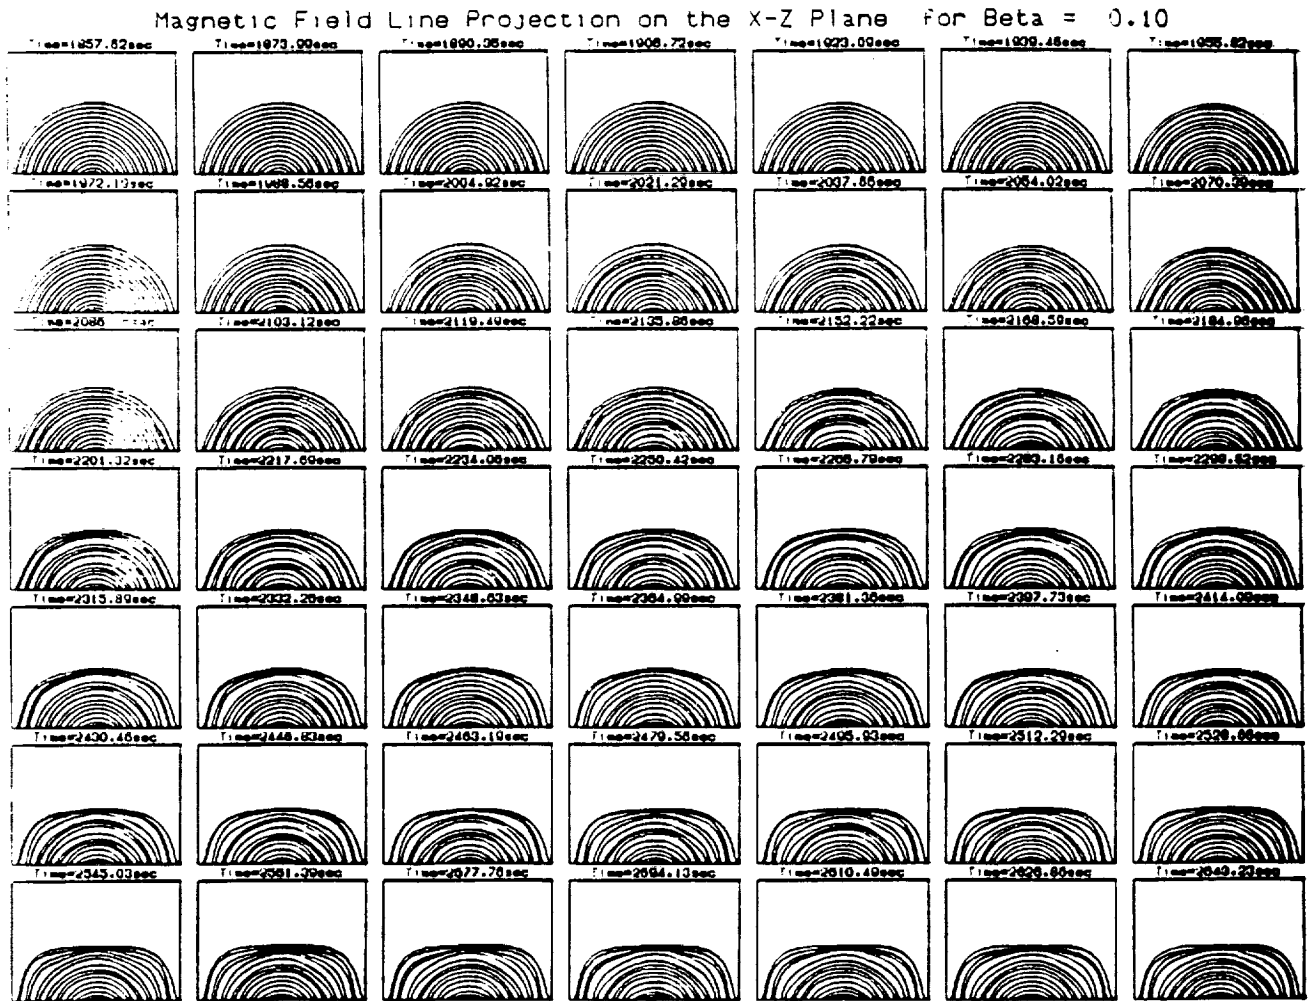 Magnetic Field Line Projection on the X-Z Plane for Beta = 0.10
Time=1857.62sec Time=1873.99sec Time=1890.35sec Time=1906.72sec Time=1923.09sec Time=1939.46sec Time=1955.82sec
Time=1972.19sec Time=1988.56sec Time=2004.92sec Time=2021.29sec Time=2037.66sec Time=2054.02sec Time=2070.39sec
Time=2103.12sec Time=2119.49sec Time=2135.86sec Time=2152.22sec Time=2168.59sec Time=2184.96sec
Time=2201.32sec Time=2217.69sec Time=2234.06sec Time=2250.42sec Time=2266.79sec Time=2283.16sec Time=2299.52sec
Time=2315.89sec Time=2332.26sec Time=2348.63sec Time=2364.99sec Time=2381.36sec Time=2397.73sec Time=2414.09sec
Time=2430.46sec Time=2446.83sec Time=2463.19sec Time=2479.56sec Time=2495.93sec Time=2512.29sec Time=2528.66sec
Time=2545.03sec Time=2561.39sec Time=2577.76sec Time=2594.13sec Time=2610.49sec Time=2626.86sec Time=2643.23sec